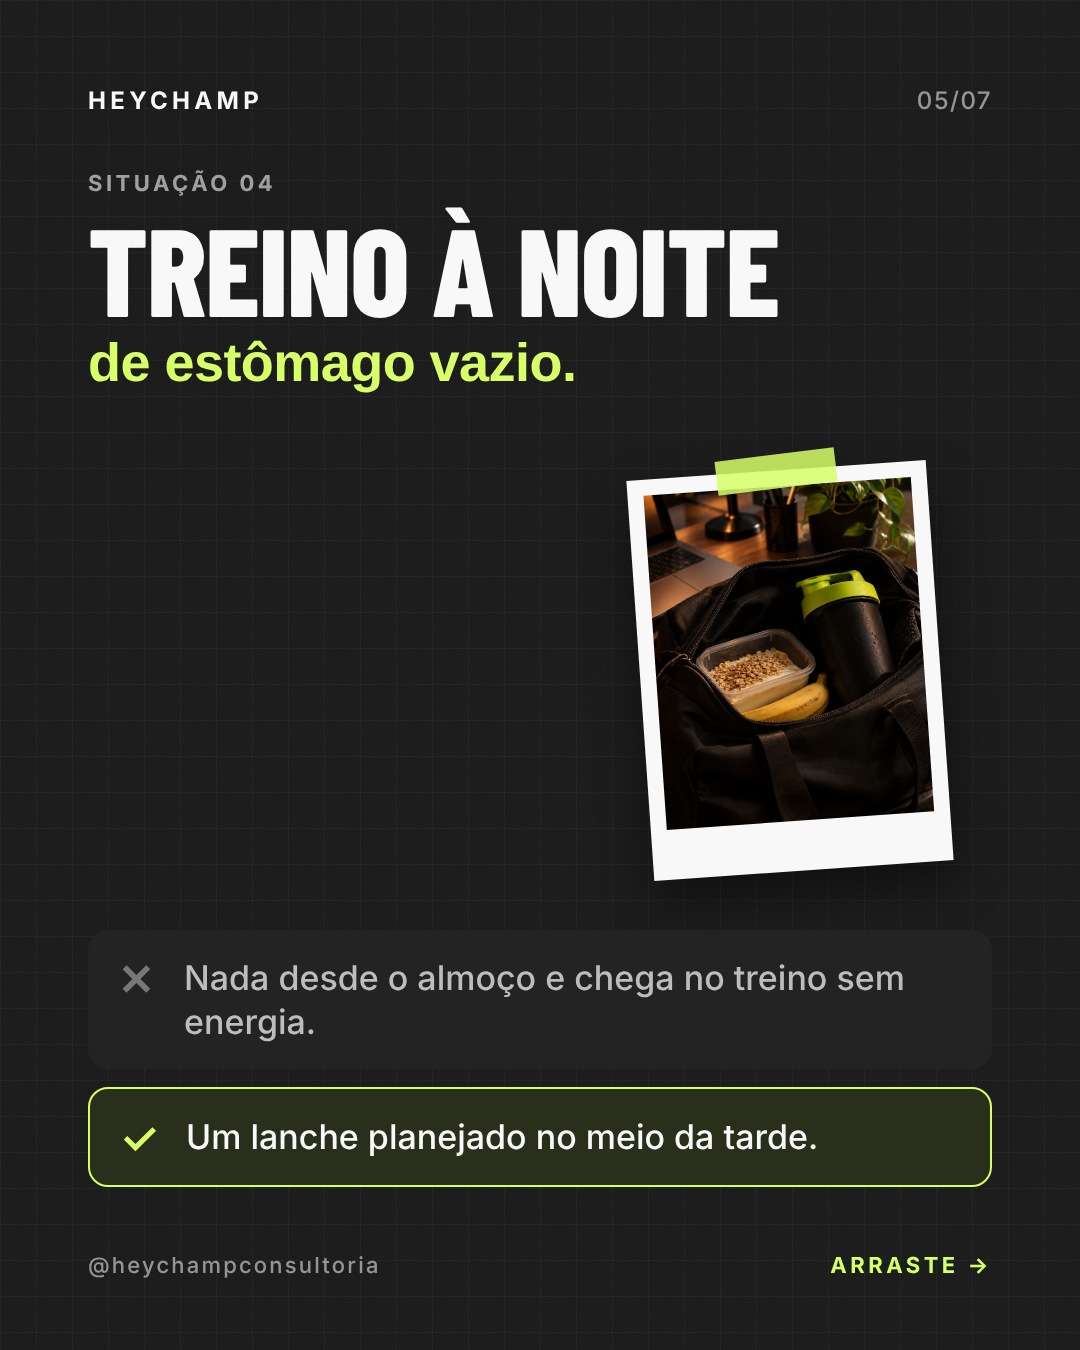 HEYCHAMP
05/07
SITUAÇÃO 04
TREINO À NOITE
de estômago vazio.
Nada desde o almoço e chega no treino sem
energia.
Um lanche planejado no meio da tarde.
@heychampconsultoria
ARRASTE →